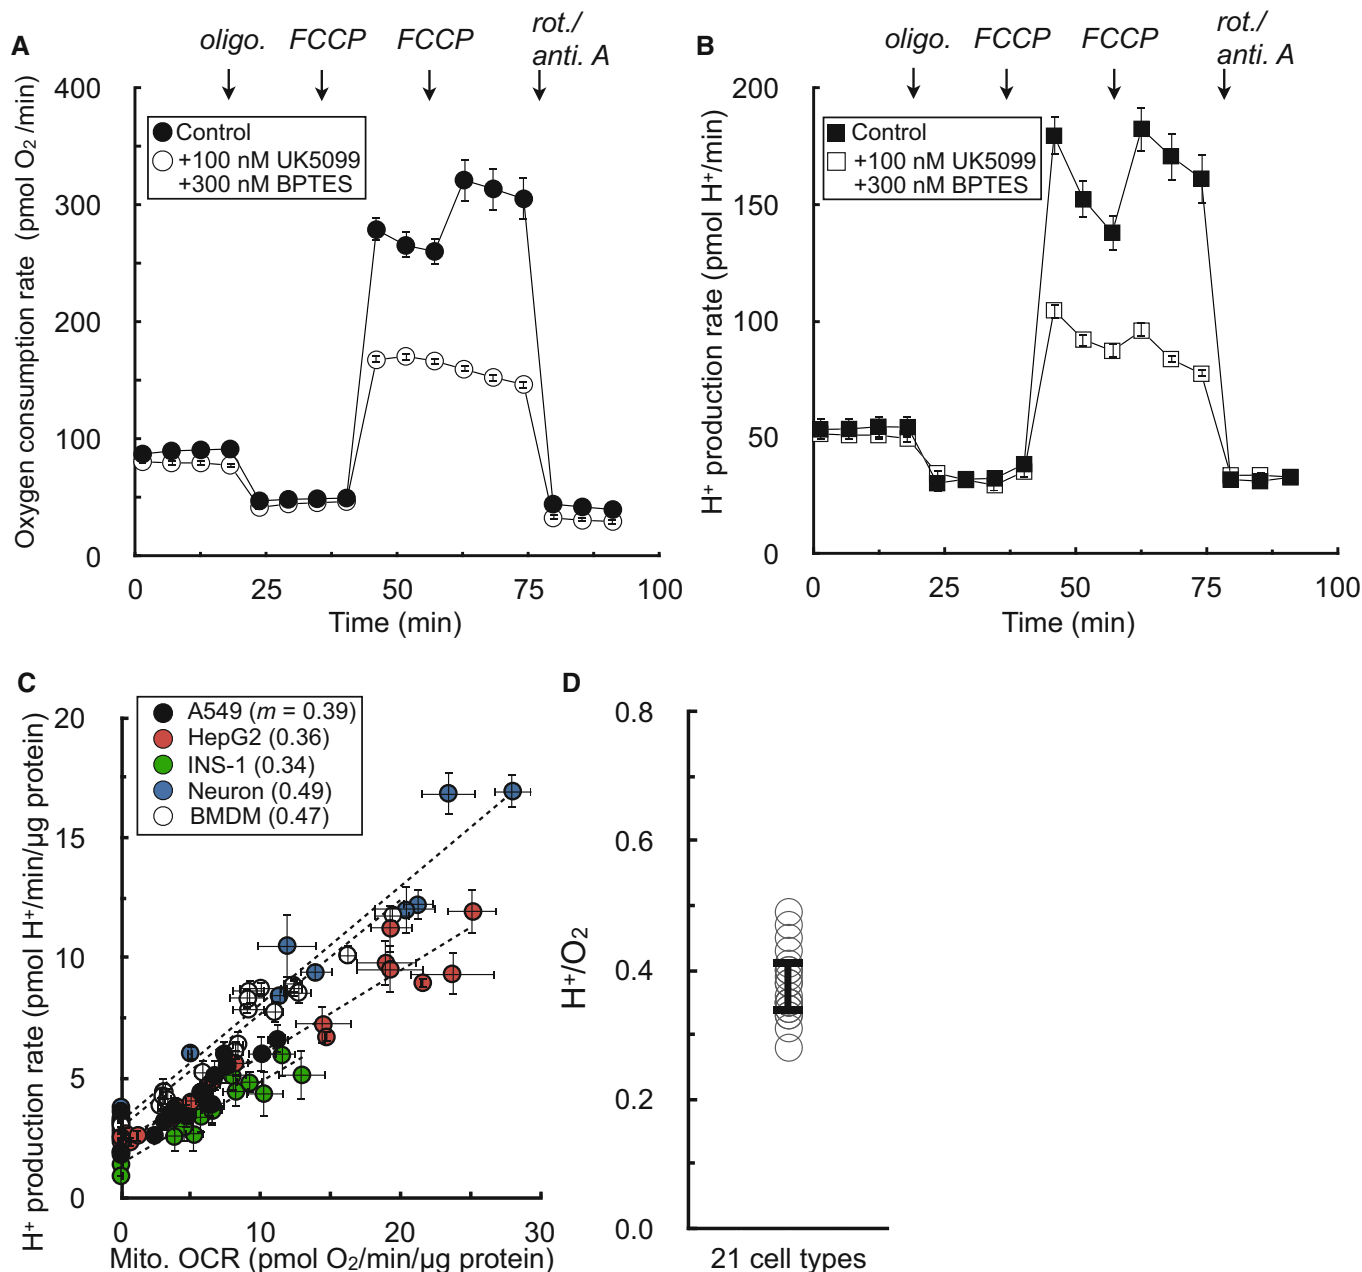 A
oligo.
FCCP
FCCP
rot./
anti. A
Oxygen consumption rate (pmol O₂/min)
400
300
200
100
0
Control
+100 nM UK5099
+300 nM BPTES
0
25
50
75
100
Time (min)
B
oligo.
FCCP
FCCP
rot./
anti. A
H⁺ production rate (pmol H⁺/min)
200
150
100
50
0
Control
+100 nM UK5099
+300 nM BPTES
0
25
50
75
100
Time (min)
C
H⁺ production rate (pmol H⁺/min/µg protein)
20
15
10
5
0
A549 (m = 0.39)
HepG2 (0.36)
INS-1 (0.34)
Neuron (0.49)
BMDM (0.47)
0
10
20
30
Mito. OCR (pmol O₂/min/µg protein)
D
H⁺/O₂
0.8
0.6
0.4
0.2
0.0
21 cell types